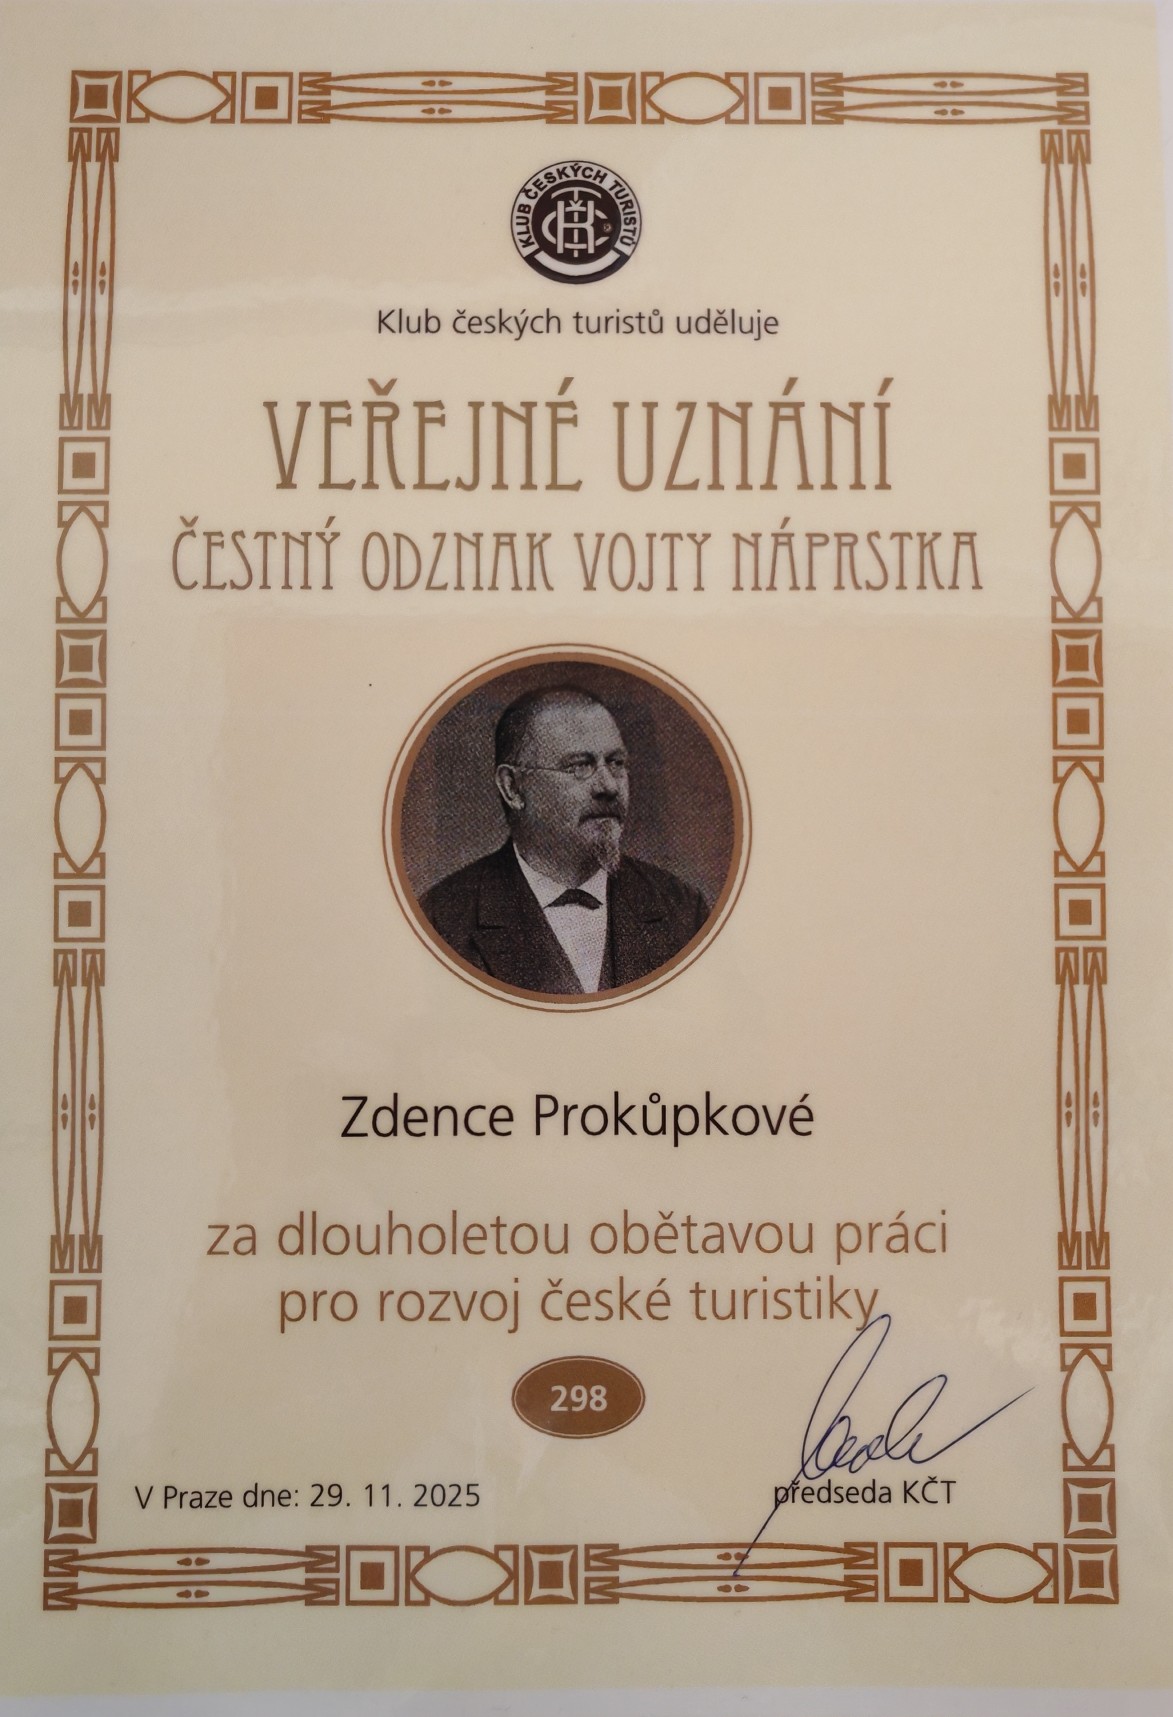 KLUB ČESKÝCH TURISTŮ
Klub českých turistů uděluje
VEŘEJNÉ UZNÁNÍ
ČESTNÝ ODZNAK VOJTY NÁPRSTKA
Zdence Prokůpkové
za dlouholetou obětavou práci
pro rozvoj české turistiky
298
V Praze dne: 29. 11. 2025
předseda KČT